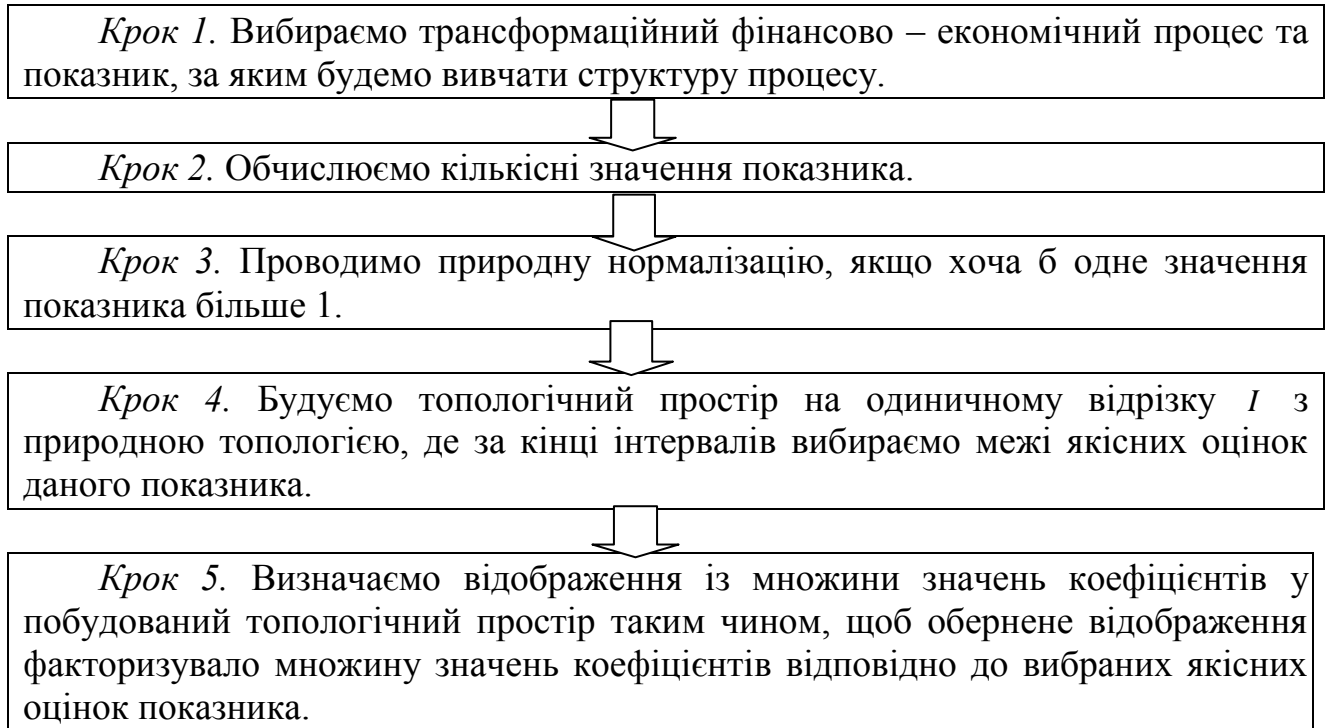 Крок 1. Вибираємо трансформаційний фінансово – економічний процес та
показник, за яким будемо вивчати структуру процесу.
Крок 2. Обчислюємо кількісні значення показника.
Крок 3. Проводимо природну нормалізацію, якщо хоча б одне значення
показника більше 1.
Крок 4. Будуємо топологічний простір на одиничному відрізку I з
природною топологією, де за кінці інтервалів вибираємо межі якісних оцінок
даного показника.
Крок 5. Визначаємо відображення із множини значень коефіцієнтів у
побудований топологічний простір таким чином, щоб обернене відображення
факторизувало множину значень коефіцієнтів відповідно до вибраних якісних
оцінок показника.